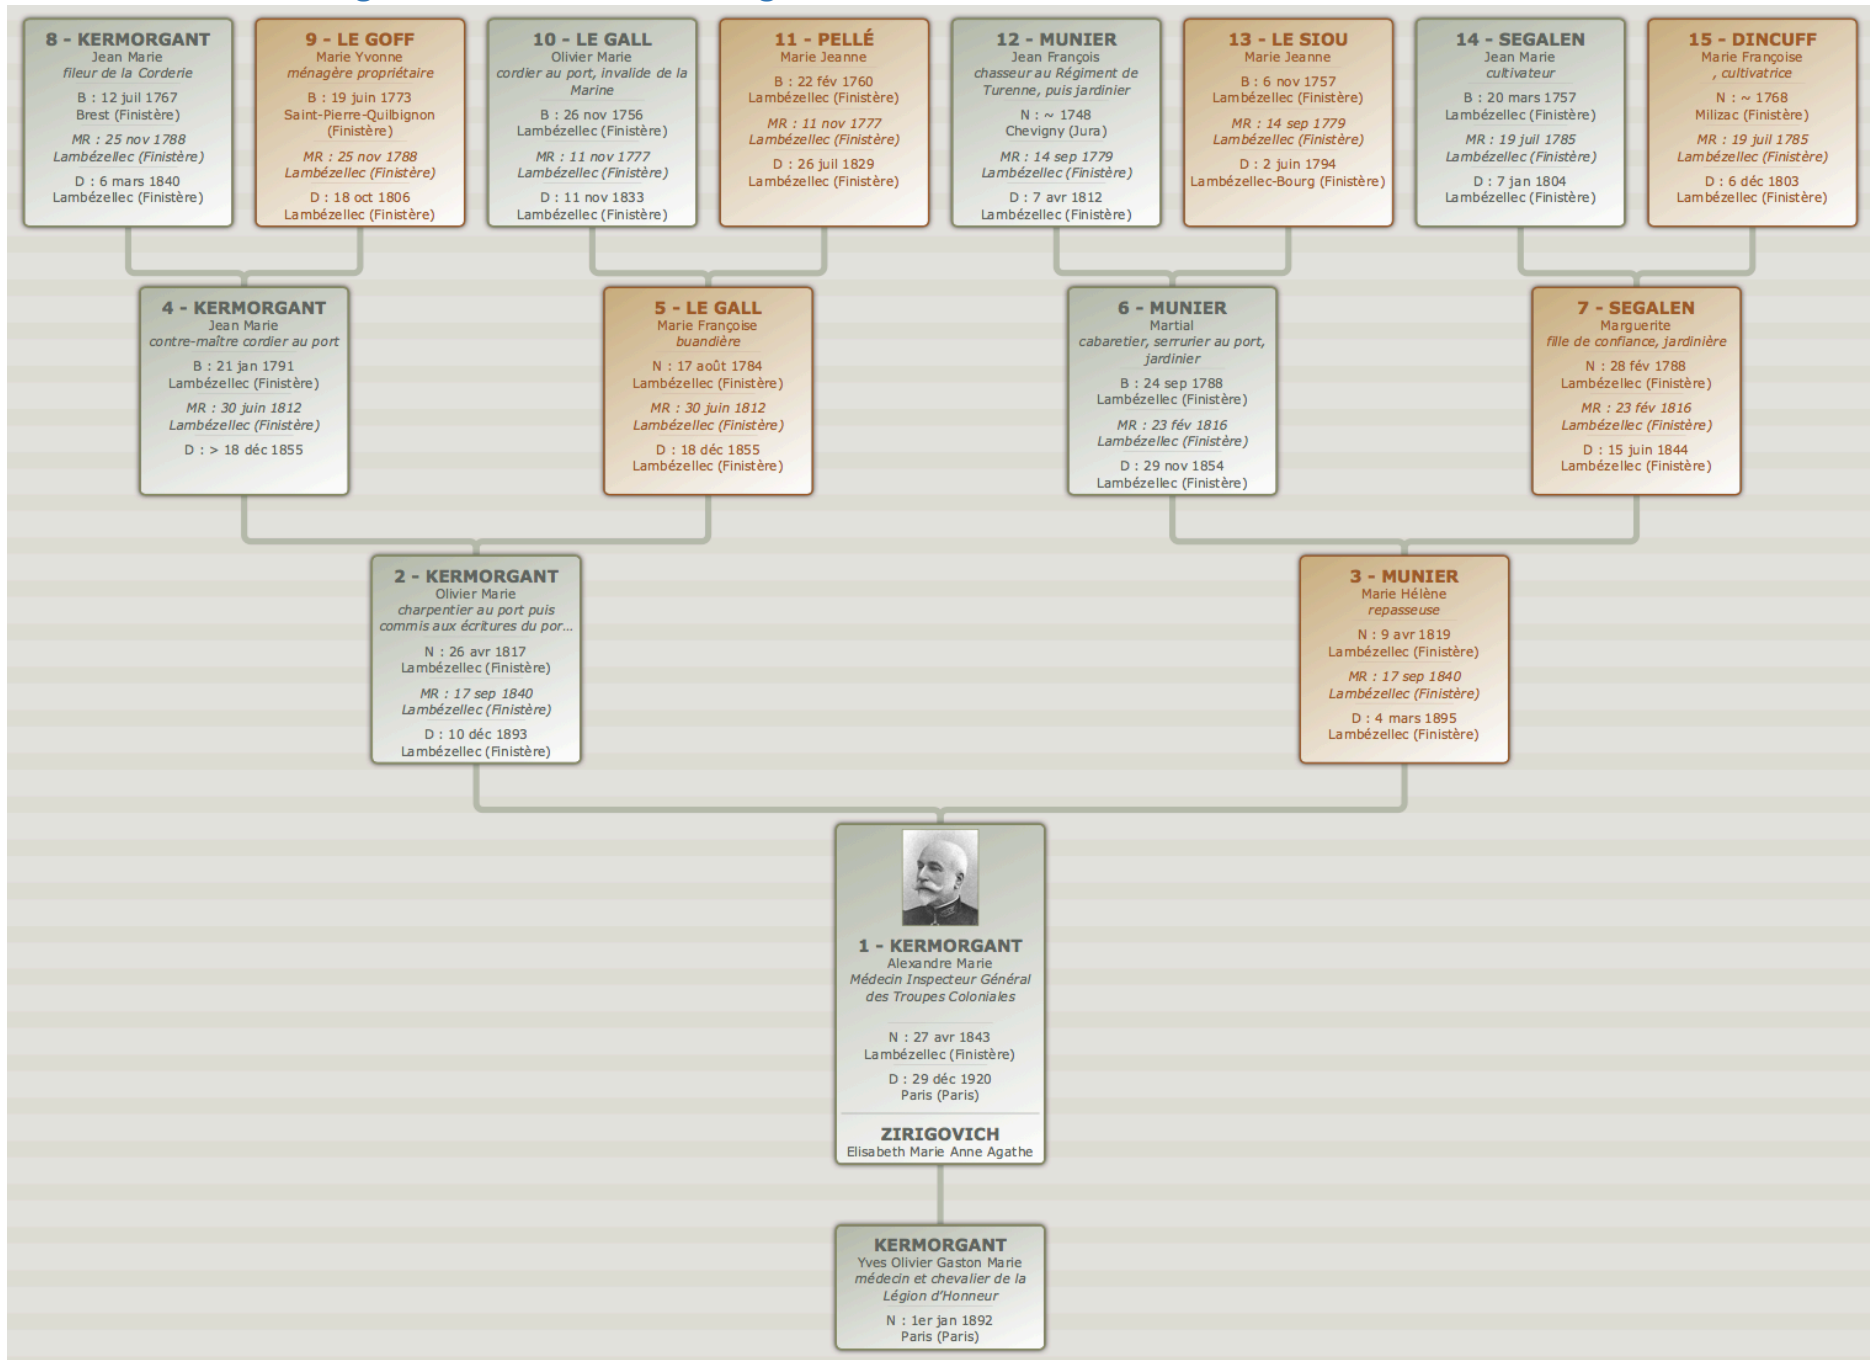 8 - KERMORGANT
Jean Marie
fileur de la Corderie
B : 12 juil 1767
Brest (Finistère)
MR : 25 nov 1788
Lambézellec (Finistère)
D : 6 mars 1840
Lambézellec (Finistère)
9 - LE GOFF
Marie Yvonne
ménagère propriétaire
B : 19 juin 1773
Saint-Pierre-Quilbignon
(Finistère)
MR : 25 nov 1788
Lambézellec (Finistère)
D : 18 oct 1806
Lambézellec (Finistère)
10 - LE GALL
Olivier Marie
cordier au port, invalide de la
Marine
B : 26 nov 1756
Lambézellec (Finistère)
MR : 11 nov 1777
Lambézellec (Finistère)
D : 11 nov 1833
Lambézellec (Finistère)
11 - PELLÉ
Marie Jeanne
B : 22 fév 1760
Lambézellec (Finistère)
MR : 11 nov 1777
Lambézellec (Finistère)
D : 26 juil 1829
Lambézellec (Finistère)
12 - MUNIER
Jean François
chasseur au Régiment de
Turenne, puis jardinier
N : ~ 1748
Chevigny (Jura)
MR : 14 sep 1779
Lambézellec (Finistère)
D : 7 avr 1812
Lambézellec (Finistère)
13 - LE SIOU
Marie Jeanne
B : 6 nov 1757
Lambézellec (Finistère)
MR : 14 sep 1779
Lambézellec (Finistère)
D : 2 juin 1794
Lambézellec-Bourg (Finistère)
14 - SEGALEN
Jean Marie
cultivateur
B : 20 mars 1757
Lambézellec (Finistère)
MR : 19 juil 1785
Lambézellec (Finistère)
D : 7 jan 1804
Lambézellec (Finistère)
15 - DINCUFF
Marie Françoise
, cultivatrice
N : ~ 1768
Milizac (Finistère)
MR : 19 juil 1785
Lambézellec (Finistère)
D : 6 déc 1803
Lambézellec (Finistère)
4 - KERMORGANT
Jean Marie
contre-maître cordier au port
B : 21 jan 1791
Lambézellec (Finistère)
MR : 30 juin 1812
Lambézellec (Finistère)
D : > 18 déc 1855
5 - LE GALL
Marie Françoise
buandière
N : 17 août 1784
Lambézellec (Finistère)
MR : 30 juin 1812
Lambézellec (Finistère)
D : 18 déc 1855
Lambézellec (Finistère)
6 - MUNIER
Martial
cabaretier, serrurier au port,
jardinier
B : 24 sep 1788
Lambézellec (Finistère)
MR : 23 fév 1816
Lambézellec (Finistère)
D : 29 nov 1854
Lambézellec (Finistère)
7 - SEGALEN
Marguerite
fille de confiance, jardinière
N : 28 fév 1788
Lambézellec (Finistère)
MR : 23 fév 1816
Lambézellec (Finistère)
D : 15 juin 1844
Lambézellec (Finistère)
2 - KERMORGANT
Olivier Marie
charpentier au port puis
commis aux écritures du por...
N : 26 avr 1817
Lambézellec (Finistère)
MR : 17 sep 1840
Lambézellec (Finistère)
D : 10 déc 1893
Lambézellec (Finistère)
3 - MUNIER
Marie Hélène
repasseuse
N : 9 avr 1819
Lambézellec (Finistère)
MR : 17 sep 1840
Lambézellec (Finistère)
D : 4 mars 1895
Lambézellec (Finistère)
1 - KERMORGANT
Alexandre Marie
Médecin Inspecteur Général
des Troupes Coloniales
N : 27 avr 1843
Lambézellec (Finistère)
D : 29 déc 1920
Paris (Paris)
ZIRIGOVICH
Elisabeth Marie Anne Agathe
KERMORGANT
Yves Olivier Gaston Marie
médecin et chevalier de la
Légion d'Honneur
N : 1er jan 1892
Paris (Paris)